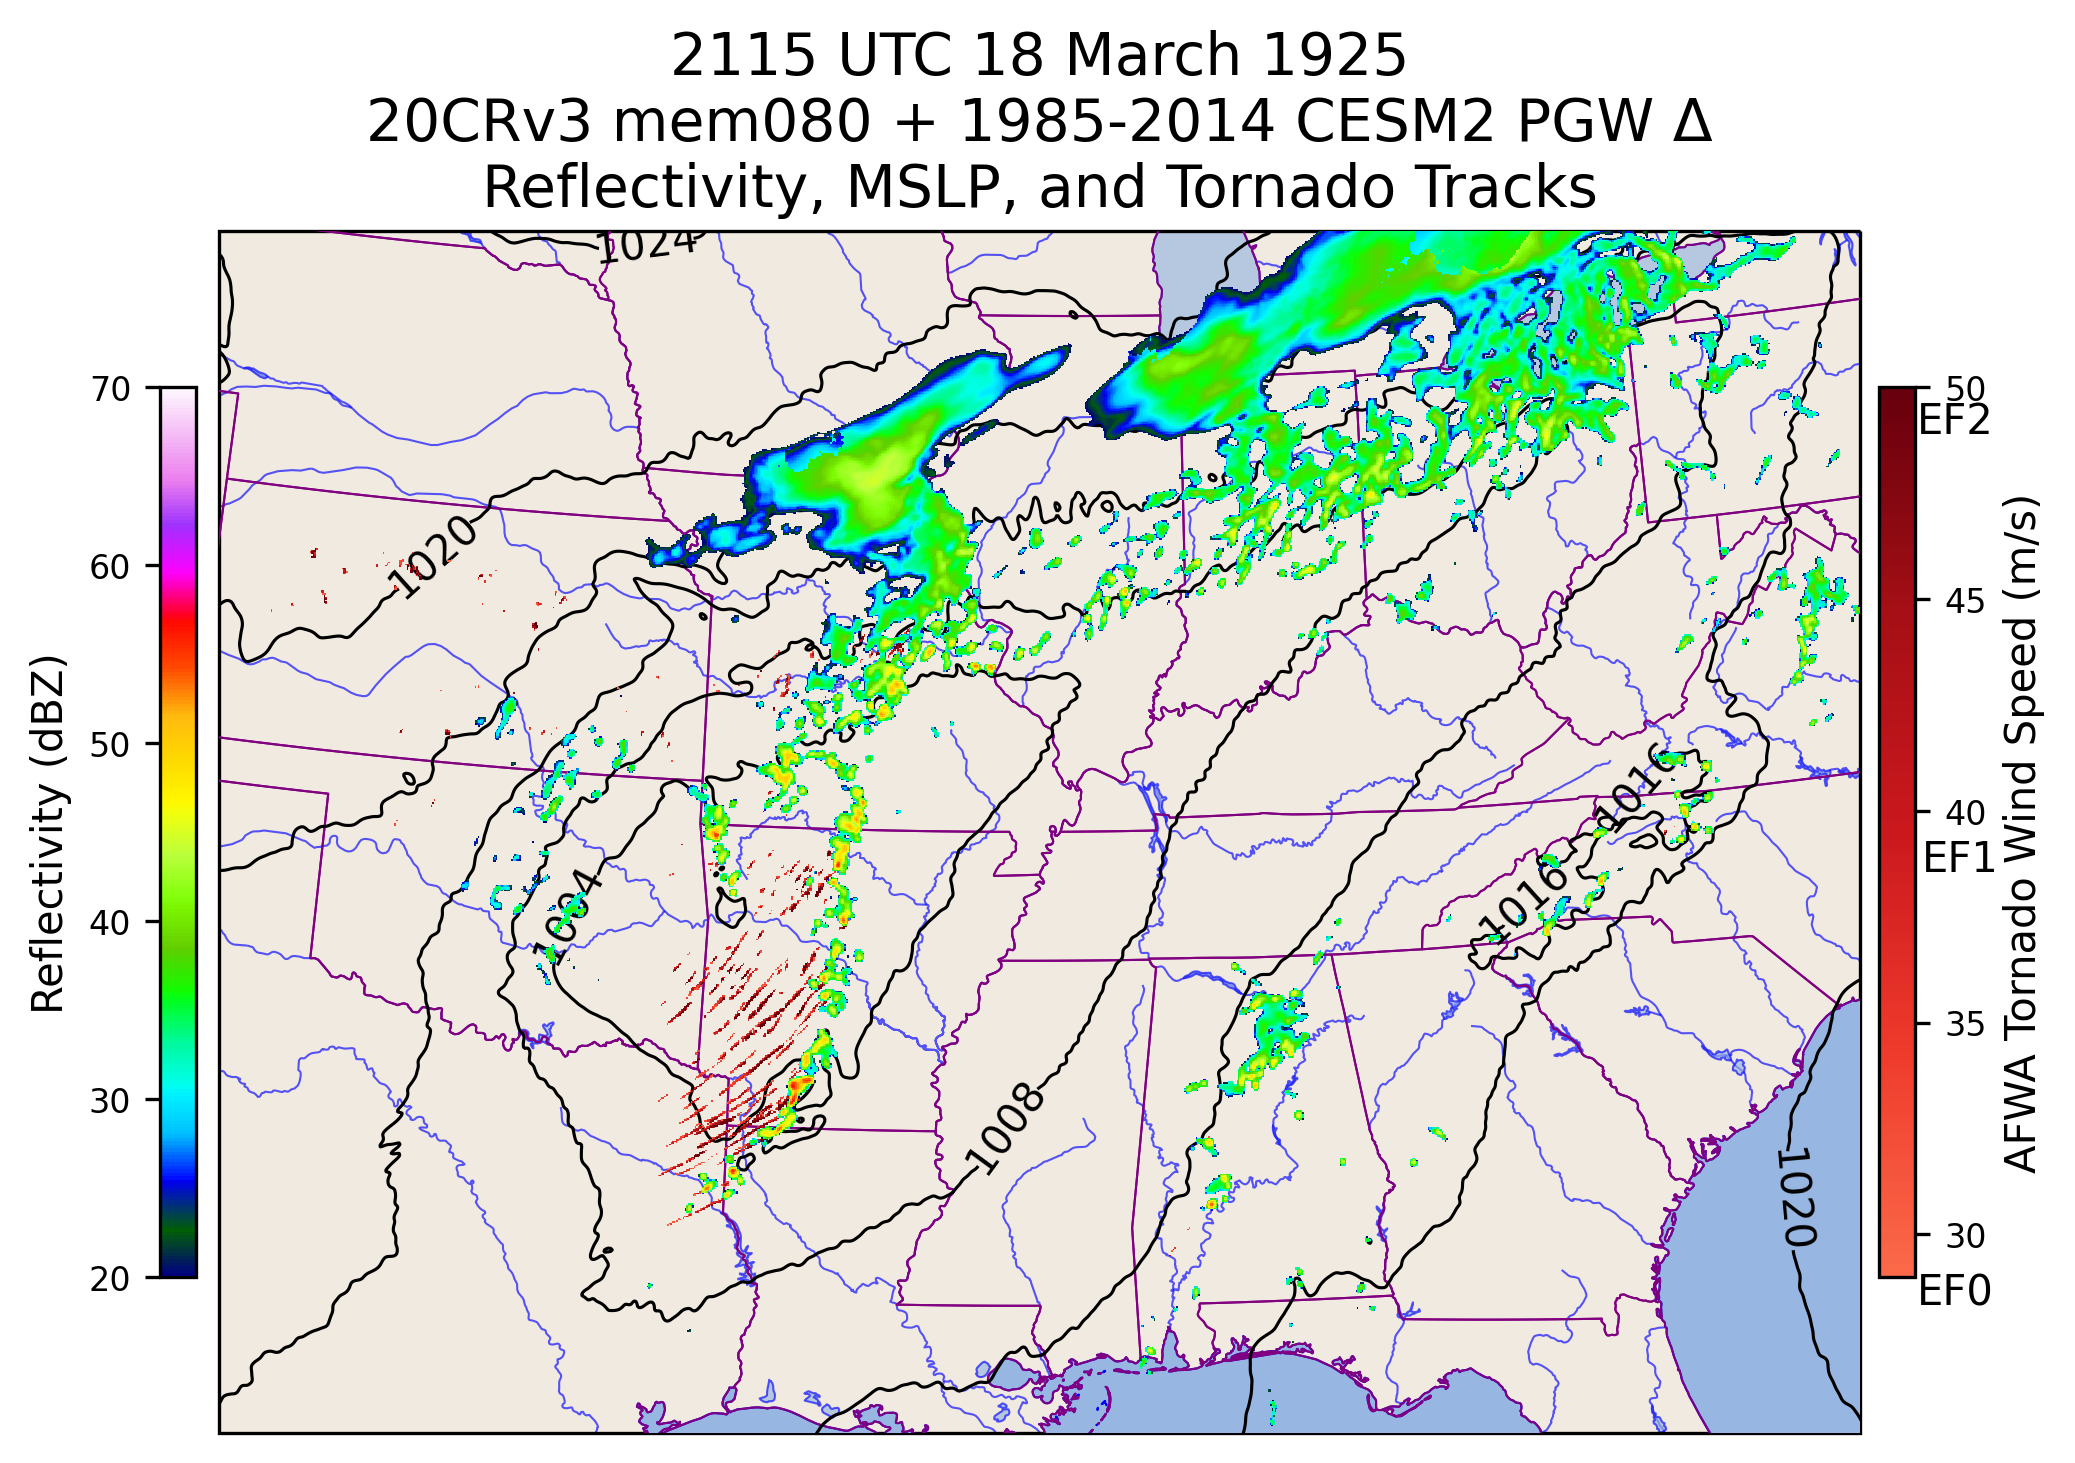 2115 UTC 18 March 1925
20CRv3 mem080 + 1985-2014 CESM2 PGW Δ
Reflectivity, MSLP, and Tornado Tracks
1024
1020
1004
1008
1016
1016
1020
70
60
50
40
30
20
Reflectivity (dBZ)
50
EF2
45
40
EF1
35
30
EF0
AFWA Tornado Wind Speed (m/s)